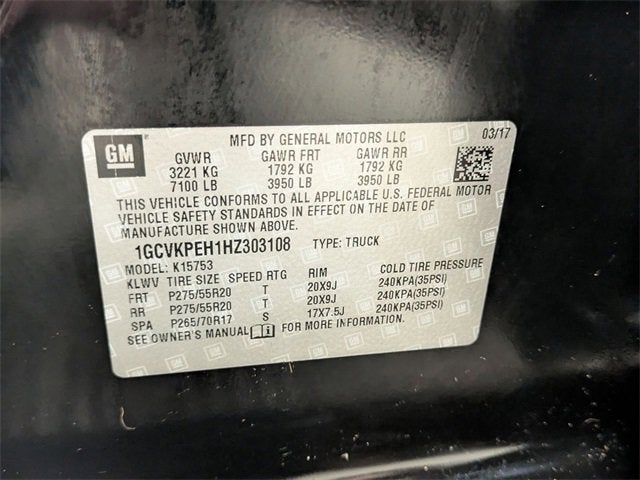 GM
MFD BY GENERAL MOTORS LLC 03/17
GVWR GAWR FRT GAWR RR
3221 KG 1792 KG 1792 KG
7100 LB 3950 LB 3950 LB
THIS VEHICLE CONFORMS TO ALL APPLICABLE U.S. FEDERAL MOTOR
VEHICLE SAFETY STANDARDS IN EFFECT ON THE DATE OF
MANUFACTURE SHOWN ABOVE.
1GCVKPEH1HZ303108 TYPE: TRUCK
MODEL: K15753
KLWV TIRE SIZE SPEED RTG RIM COLD TIRE PRESSURE
FRT P275/55R20 T 20X9J 240KPA(35PSI)
RR P275/55R20 T 20X9J 240KPA(35PSI)
SPA P265/70R17 S 17X7.5J 240KPA(35PSI)
SEE OWNER'S MANUAL FOR MORE INFORMATION.